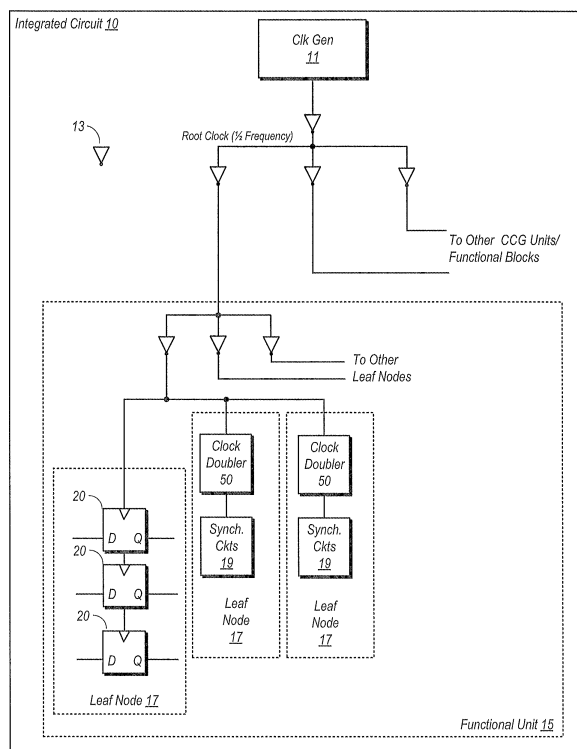 Integrated Circuit 10
Clk Gen
11
13
Root Clock (½ Frequency)
To Other CCG Units/
Functional Blocks
To Other
Leaf Nodes
Clock
Doubler
50
Clock
Doubler
50
20
D Q
Synch.
Ckts
19
Synch.
Ckts
19
20
D Q
Leaf
Node
17
Leaf
Node
17
20
D Q
Leaf Node 17
Functional Unit 15